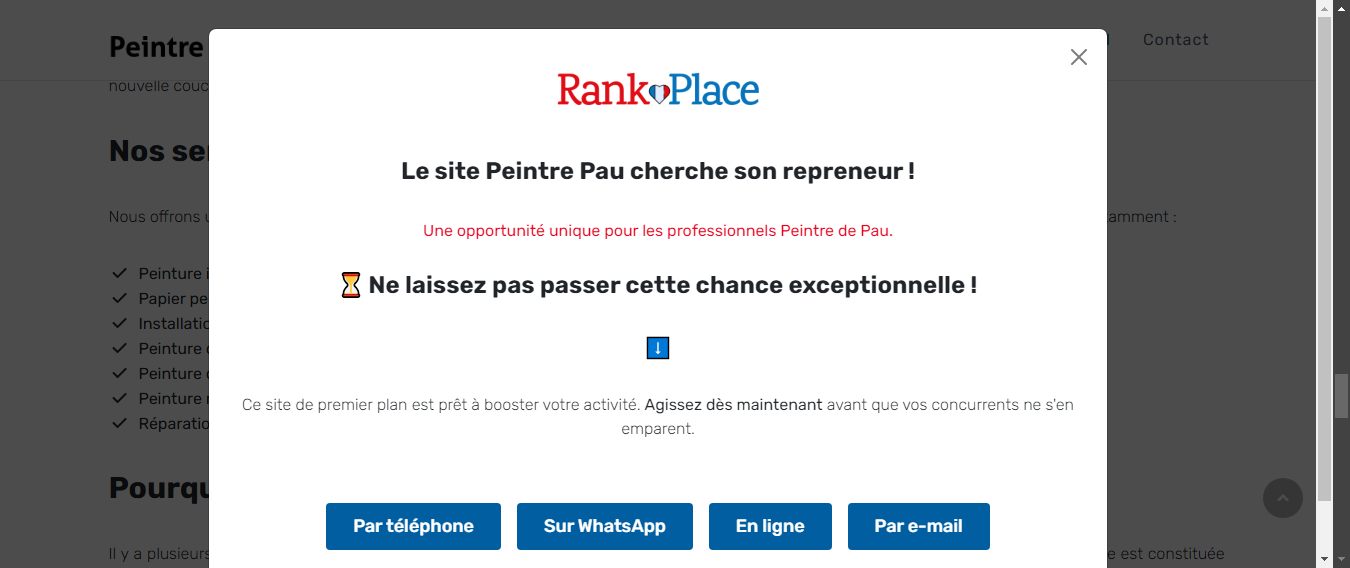 Peintre
Contact
nouvelle couc
Rank Place
Le site Peintre Pau cherche son repreneur !
Nos ser
Nous offrons u
amment :
Une opportunité unique pour les professionnels Peintre de Pau.
Peinture i
⏳ Ne laissez pas passer cette chance exceptionnelle !
Papier pe
Installatio
Peinture
Peinture
Peinture
Réparatio
Ce site de premier plan est prêt à booster votre activité. Agissez dès maintenant avant que vos concurrents ne s'en
emparent.
Pourqu
Par téléphone
Sur WhatsApp
En ligne
Par e-mail
Il y a plusieurs
e est constituée